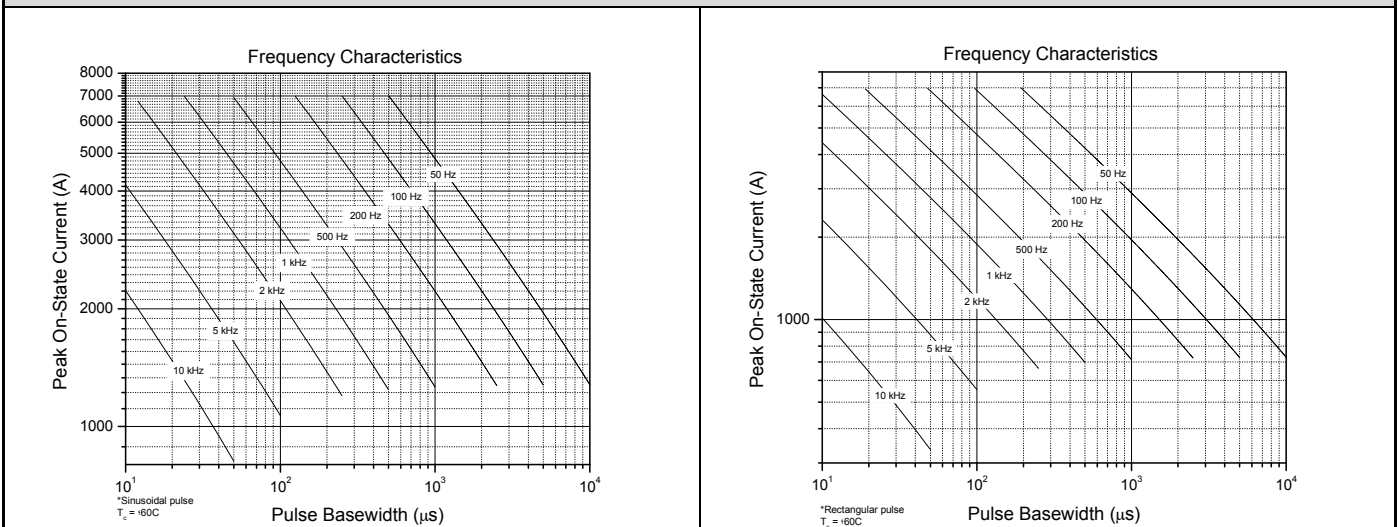 Frequency Characteristics
8000
7000
6000
5000
4000
3000
2000
1000
Peak On-State Current (A)
50 Hz
100 Hz
200 Hz
500 Hz
1 kHz
2 kHz
5 kHz
10 kHz
10¹
10²
10³
10⁴
*Sinusoidal pulse
Pulse Basewidth (µs)
Frequency Characteristics
1000
Peak On-State Current (A)
50 Hz
100 Hz
200 Hz
500 Hz
1 kHz
2 kHz
5 kHz
10 kHz
10¹
10²
10³
10⁴
*Rectangular pulse
Pulse Basewidth (µs)